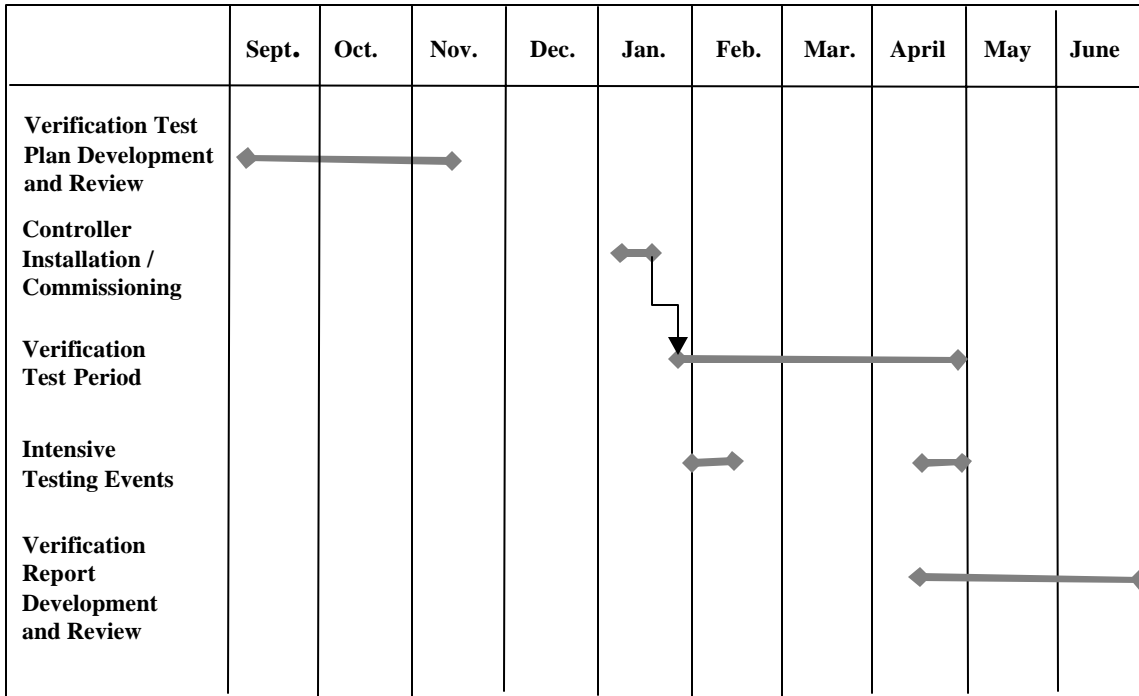 Sept. Oct. Nov. Dec. Jan. Feb. Mar. April May June
Verification Test
Plan Development
and Review
Controller
Installation /
Commissioning
Verification
Test Period
Intensive
Testing Events
Verification
Report
Development
and Review